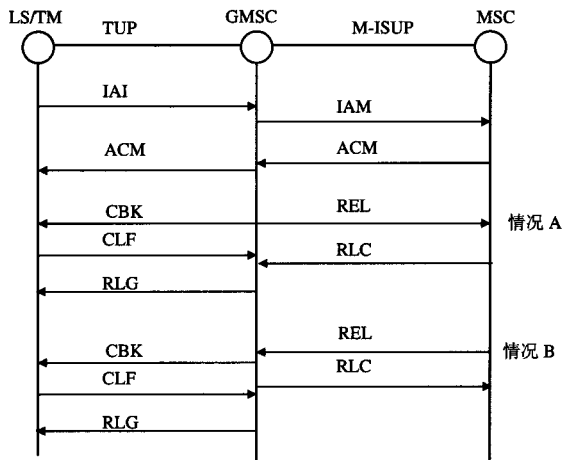 LS/TM GMSC MSC
TUP M-ISUP
IAI
IAM
ACM ACM
CBK REL 情况 A
CLF
RLC
RLG
REL
CBK 情况 B
RLC
CLF
RLG